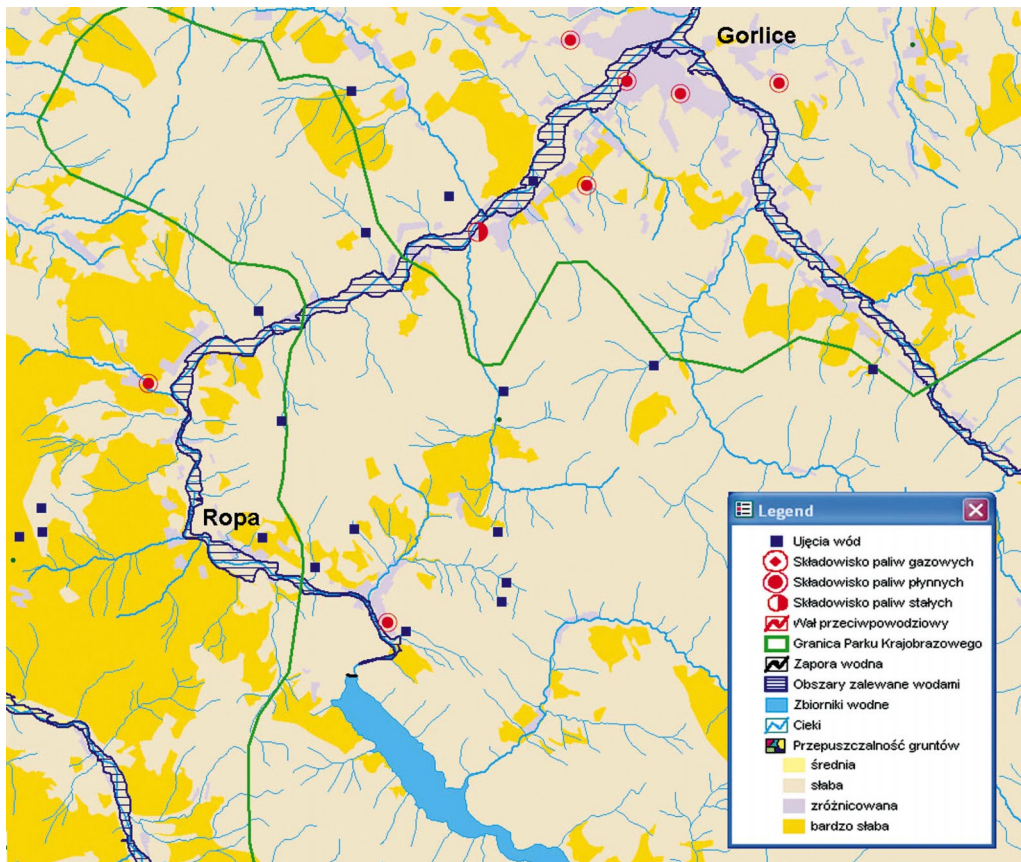 Gorlice
Ropa
Legend
Ujęcia wód
Składowisko paliw gazowych
Składowisko paliw płynnych
Składowisko paliw stałych
Wał przeciwpowodziowy
Granica Parku Krajobrazowego
Zapora wodna
Obszary zalewane wodami
Zbiorniki wodne
Cieki
Przepuszczalność gruntów
średnia
słaba
zróżnicowana
bardzo słaba